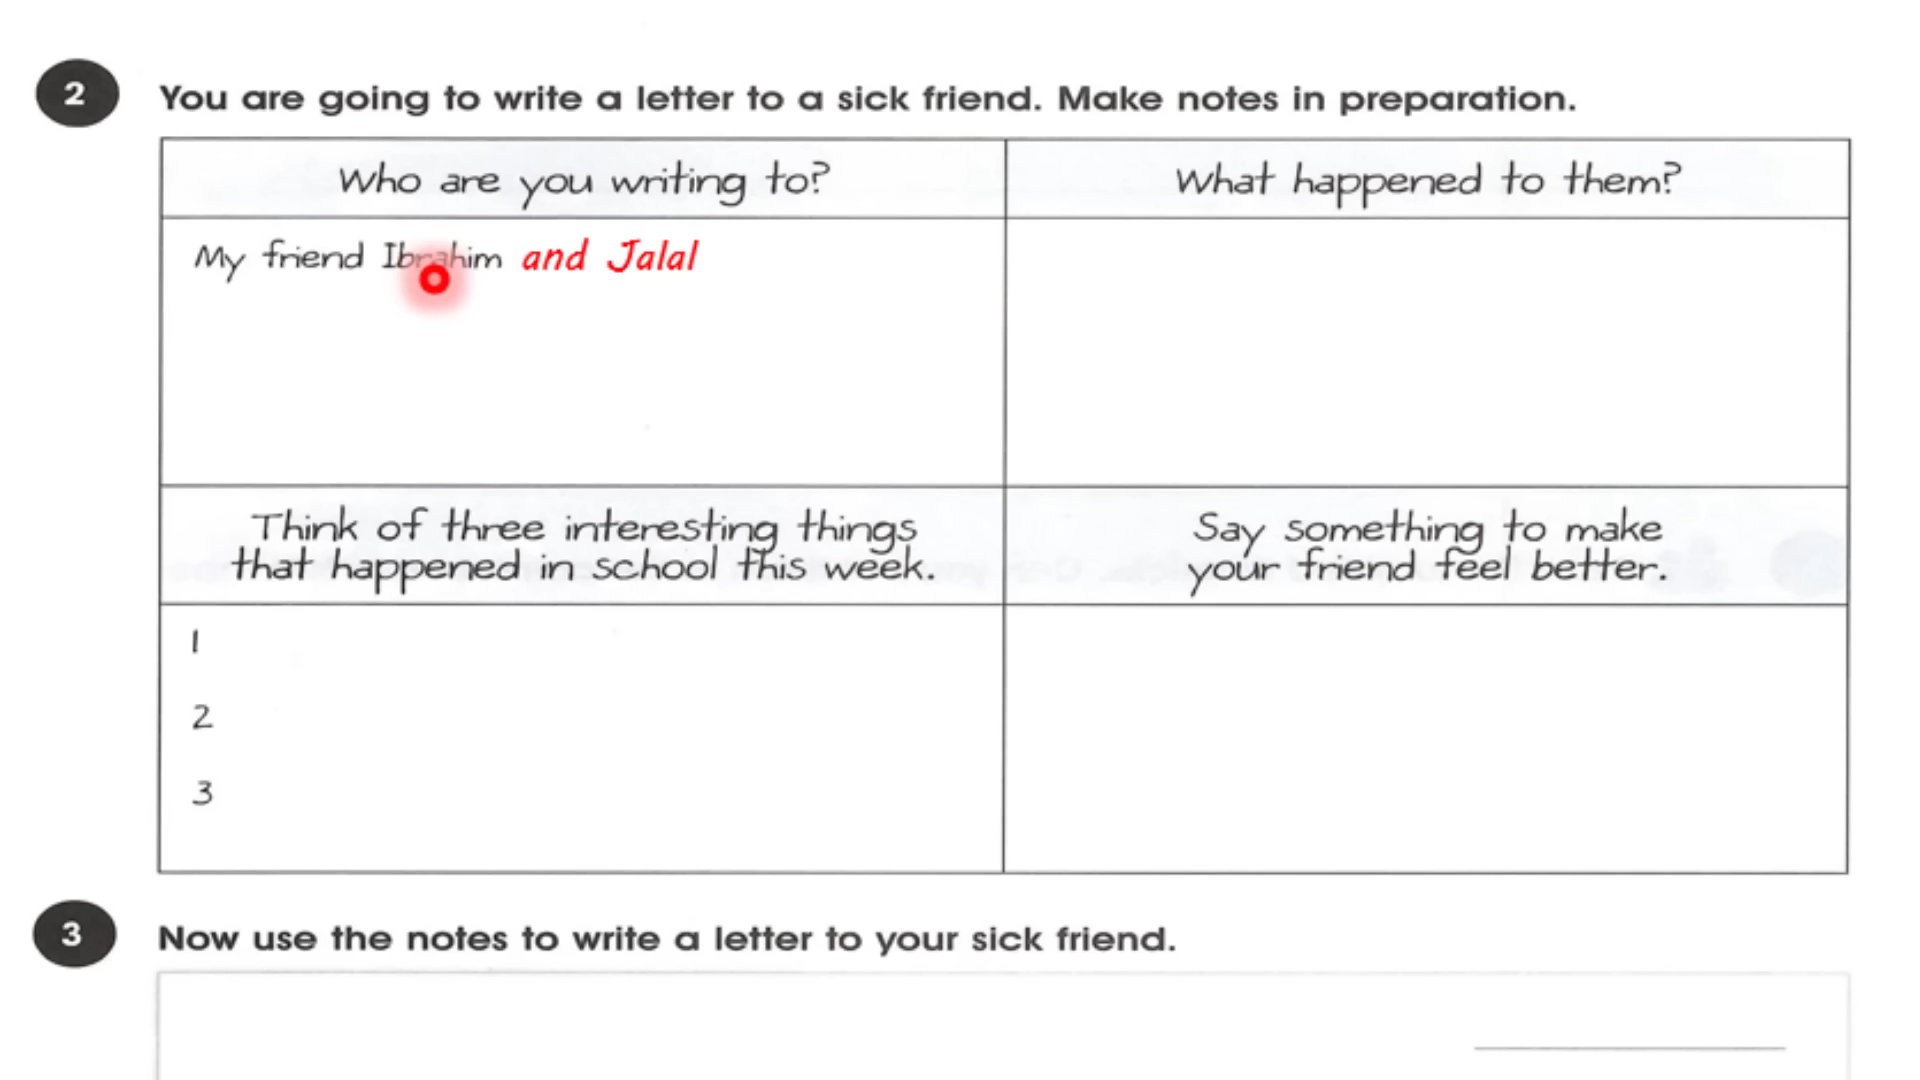 2
You are going to write a letter to a sick friend. Make notes in preparation.
Who are you writing to?
What happened to them?
My friend Ibrahim and Jalal
Think of three interesting things
that happened in school this week.
Say something to make
your friend feel better.
1
2
3
3
Now use the notes to write a letter to your sick friend.